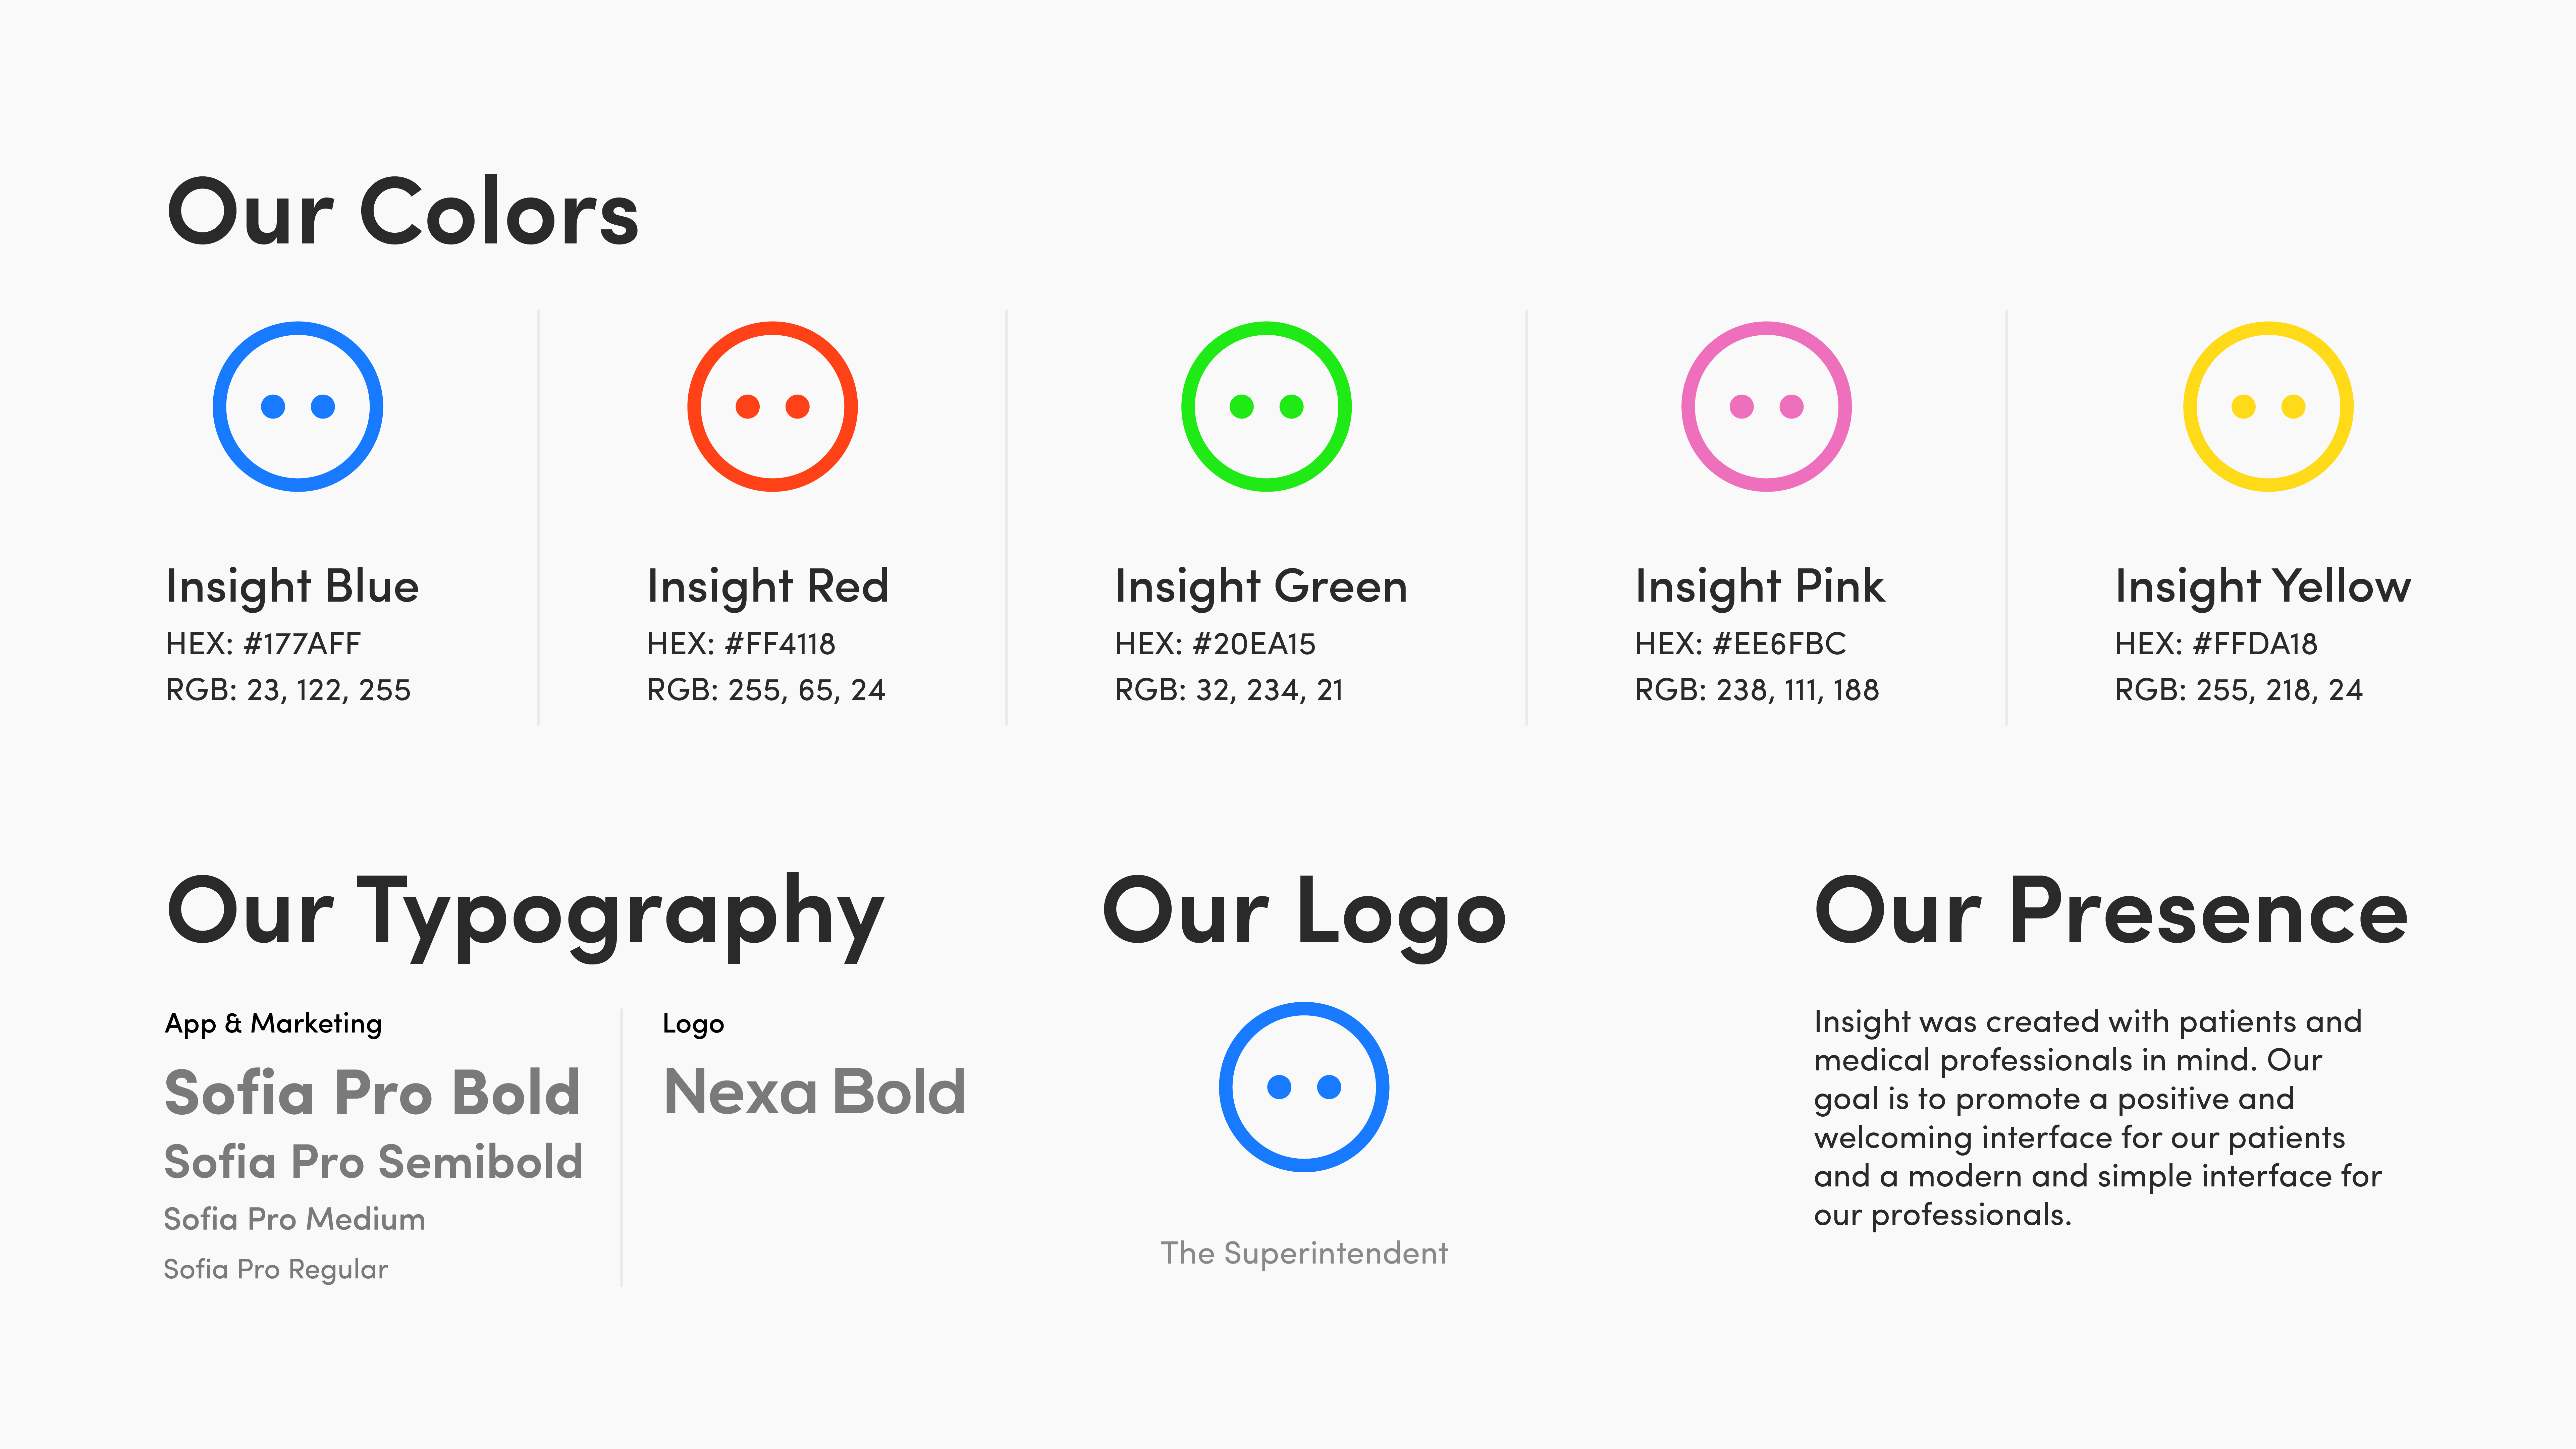 Our Colors
Insight Blue
HEX: #177AFF
RGB: 23, 122, 255
Insight Red
HEX: #FF4118
RGB: 255, 65, 24
Insight Green
HEX: #20EA15
RGB: 32, 234, 21
Insight Pink
HEX: #EE6FBC
RGB: 238, 111, 188
Insight Yellow
HEX: #FFDA18
RGB: 255, 218, 24
Our Typography
App & Marketing
Sofia Pro Bold
Sofia Pro Semibold
Sofia Pro Medium
Sofia Pro Regular
Logo
Nexa Bold
Our Logo
The Superintendent
Our Presence
Insight was created with patients and
medical professionals in mind. Our
goal is to promote a positive and
welcoming interface for our patients
and a modern and simple interface for
our professionals.